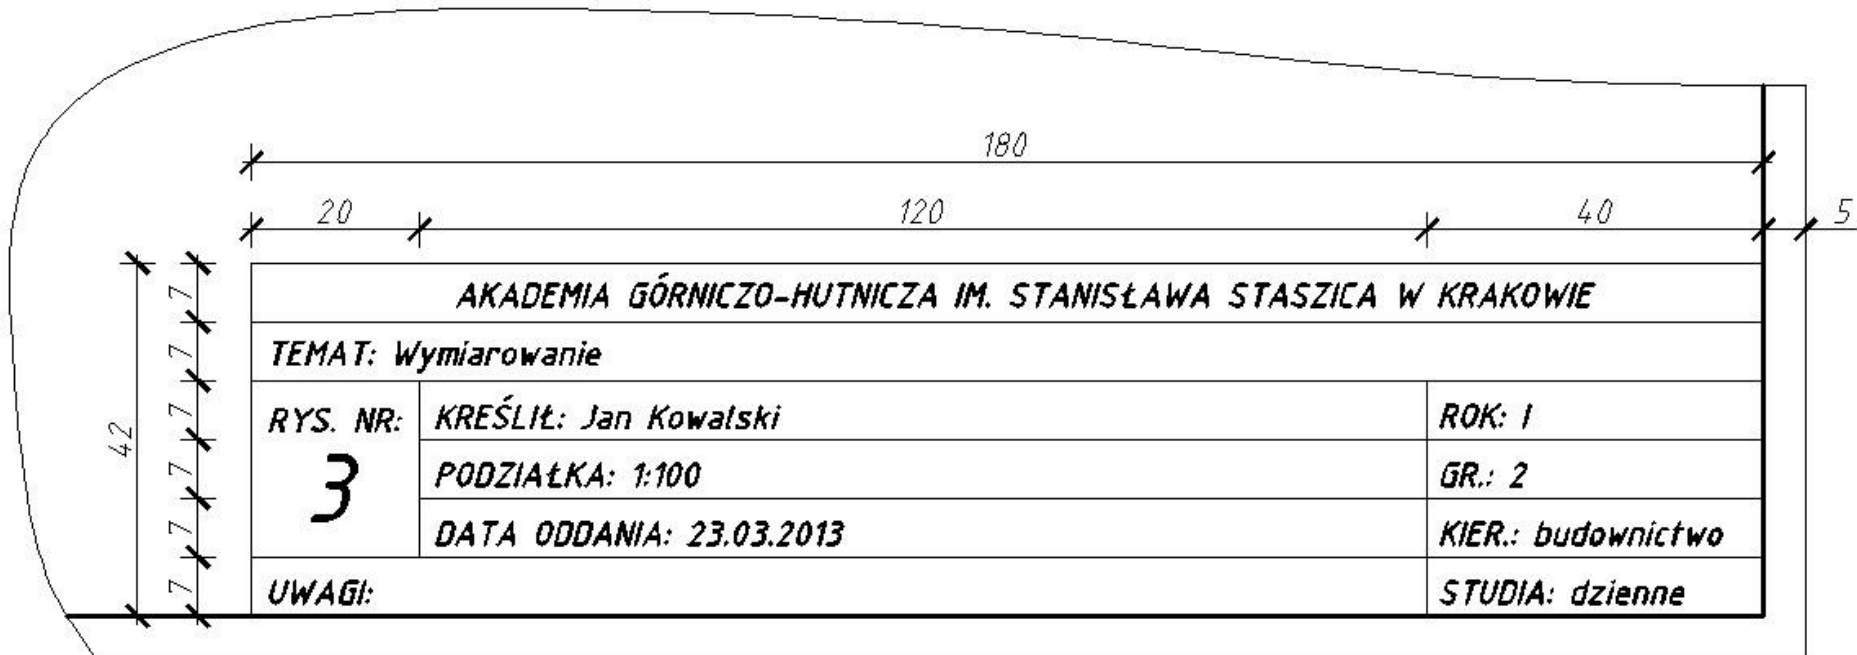 180
20 120 40 5
AKADEMIA GÓRNICZO-HUTNICZA IM. STANISŁAWA STASZICA W KRAKOWIE
TEMAT: Wymiarowanie
RYS. NR:
3
KREŚLIŁ: Jan Kowalski
ROK: I
PODZIAŁKA: 1:100
GR.: 2
DATA ODDANIA: 23.03.2013
KIER.: budownictwo
UWAGI:
STUDIA: dzienne
42
7
7
7
7
7
7